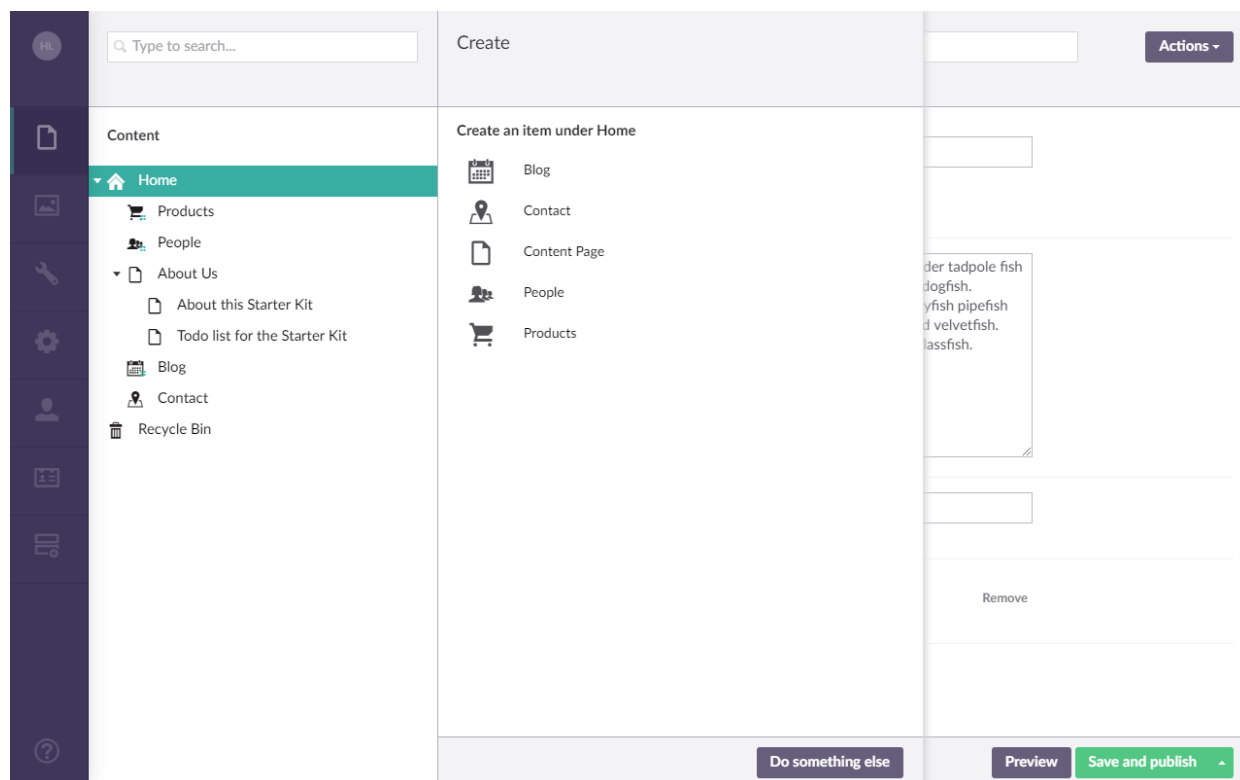 HL
Type to search...
Create
Actions
Content
Create an item under Home
Home
Products
People
About Us
About this Starter Kit
Todo list for the Starter Kit
Blog
Contact
Recycle Bin
Blog
Contact
Content Page
People
Products
der tadpole fish
dogfish.
yfish pipefish
d velvetfish.
lassfish.
Remove
Do something else
Preview
Save and publish